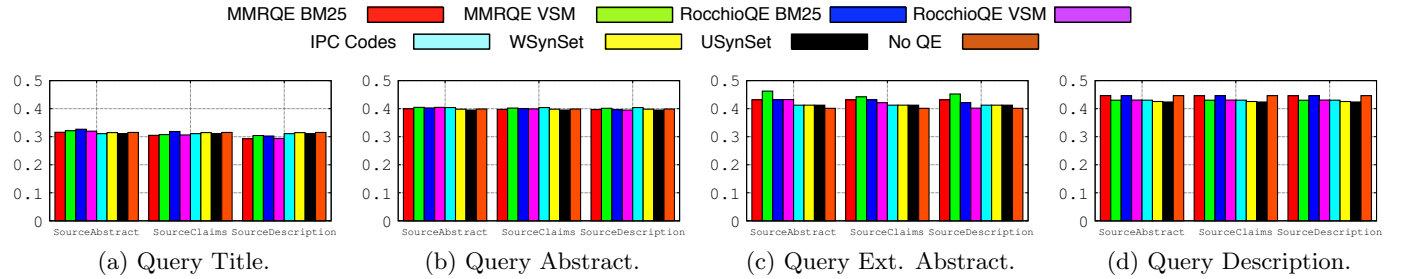 MMRQE BM25 MMRQE VSM RocchioQE BM25 RocchioQE VSM
IPC Codes WSynSet USynSet No QE
0.5 0.5 0.5 0.5
0.4 0.4 0.4 0.4
0.3 0.3 0.3 0.3
0.2 0.2 0.2 0.2
0.1 0.1 0.1 0.1
0 0 0 0
SourceAbstract SourceClaims SourceDescription SourceAbstract SourceClaims SourceDescription SourceAbstract SourceClaims SourceDescription SourceAbstract SourceClaims SourceDescription
(a) Query Title. (b) Query Abstract. (c) Query Ext. Abstract. (d) Query Description.